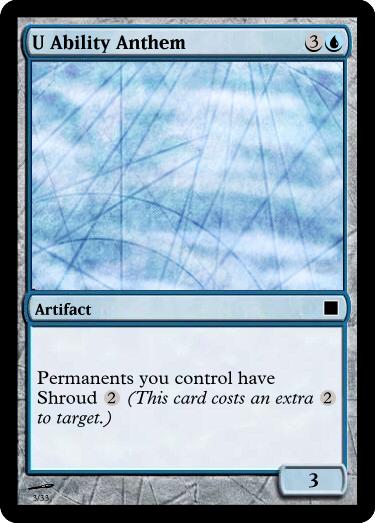 U Ability Anthem 3
Artifact
Permanents you control have
Shroud 2 (This card costs an extra 2
to target.)
3
3/33